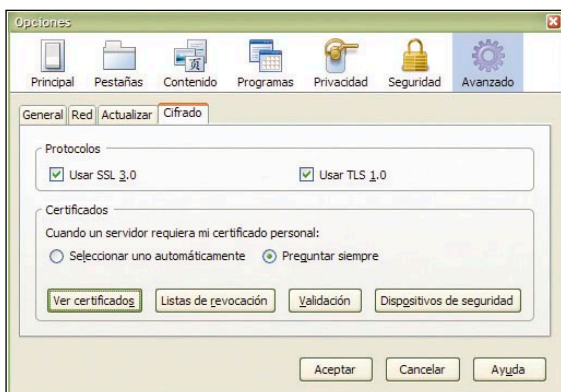 Opciones
Principal Pestañas Contenido Programas Privacidad Seguridad Avanzado
General Red Actualizar Cifrado
Protocolos
Usar SSL 3.0 Usar TLS 1.0
Certificados
Cuando un servidor requiera mi certificado personal:
Seleccionar uno automáticamente Preguntar siempre
Ver certificados Listas de revocación Validación Dispositivos de seguridad
Aceptar Cancelar Ayuda